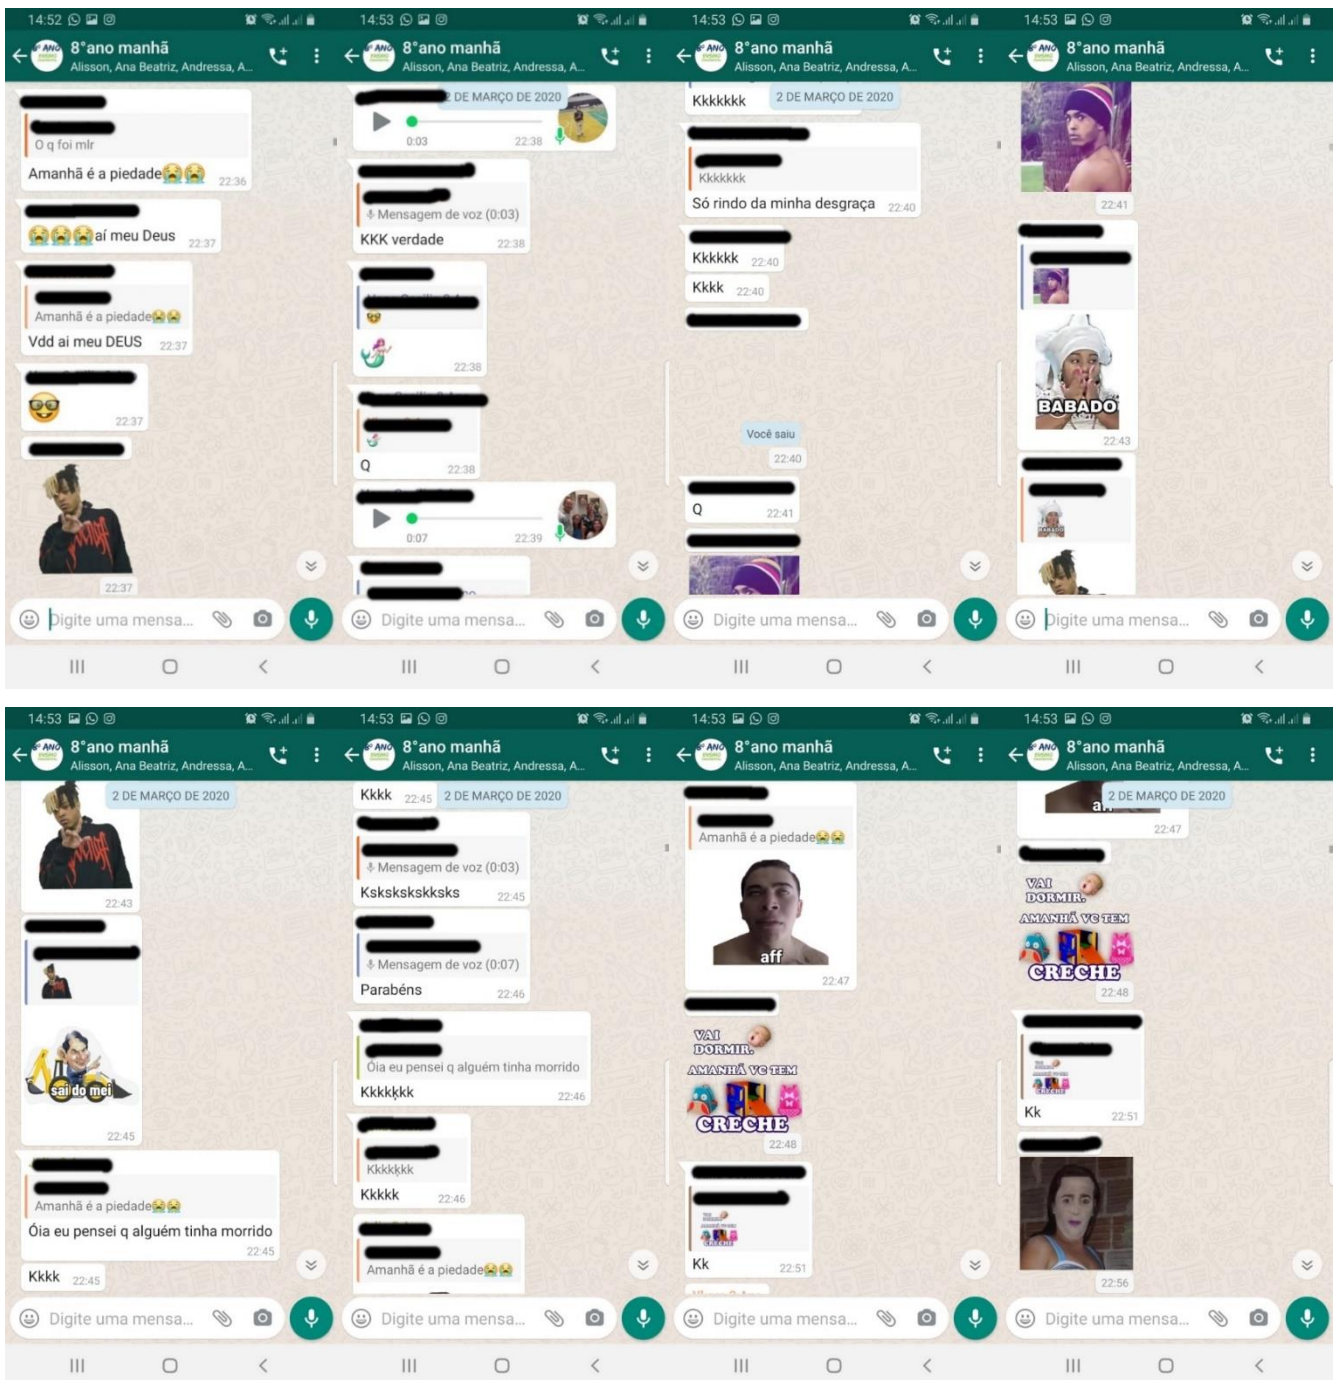 14:52
8°ano manhã
Alisson, Ana Beatriz, Andressa, A...
O q foi mlr
Amanhã é a piedade😭😭 22:36
😭😭😭aí meu Deus 22:37
Amanhã é a piedade😭😭
Vdd ai meu DEUS 22:37
🤓
22:37
22:37
Digite uma mensa...
14:53
8°ano manhã
Alisson, Ana Beatriz, Andressa, A...
2 DE MARÇO DE 2020
0:03 22:38
Mensagem de voz (0:03)
KKK verdade 22:38
🤓
🧜‍♀️
22:38
Q 22:38
0:07 22:39
Digite uma mensa...
14:53
8°ano manhã
Alisson, Ana Beatriz, Andressa, A...
Kkkkkkk
2 DE MARÇO DE 2020
Kkkkkkk
Só rindo da minha desgraça 22:40
Kkkkkk 22:40
Kkkk 22:40
Você saiu
22:40
Q 22:41
Digite uma mensa...
14:53
8°ano manhã
Alisson, Ana Beatriz, Andressa, A...
22:41
BABADO
22:43
Digite uma mensa...
14:53
8°ano manhã
Alisson, Ana Beatriz, Andressa, A...
2 DE MARÇO DE 2020
22:43
sai do mei
22:45
Amanhã é a piedade😭😭
Óia eu pensei q alguém tinha morrido
22:45
Kkkk 22:45
Digite uma mensa...
14:53
8°ano manhã
Alisson, Ana Beatriz, Andressa, A...
Kkkk 22:45
2 DE MARÇO DE 2020
Mensagem de voz (0:03)
Kskskskskksks 22:45
Mensagem de voz (0:07)
Parabéns 22:46
Óia eu pensei q alguém tinha morrido
Kkkkķkk 22:46
Kkkkķkk
Kkkkk 22:46
Amanhã é a piedade😭😭
Digite uma mensa...
14:53
8°ano manhã
Alisson, Ana Beatriz, Andressa, A...
Amanhã é a piedade😭😭
aff
22:47
VAI
DORMIR.
AMANHÃ VC TEM
CRECHE
22:48
Kk 22:51
Digite uma mensa...
14:53
8°ano manhã
Alisson, Ana Beatriz, Andressa, A...
2 DE MARÇO DE 2020
22:47
VAI
DORMIR.
AMANHÃ VC TEM
CRECHE
22:48
Kk 22:51
22:56
Digite uma mensa...